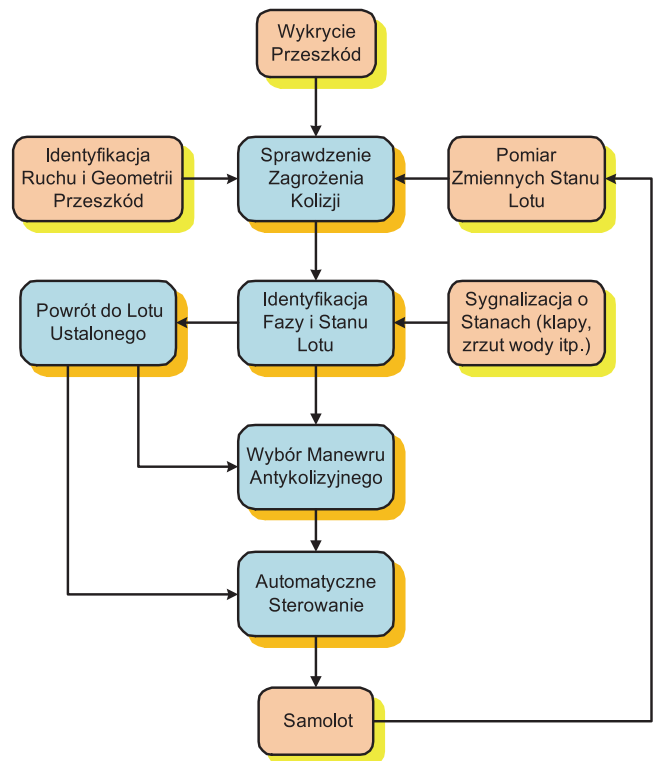 Wykrycie
Przeszkód
Identyfikacja
Ruchu i Geometrii
Przeszkód
Sprawdzenie
Zagrożenia
Kolizji
Pomiar
Zmiennych Stanu
Lotu
Powrót do Lotu
Ustalonego
Identyfikacja
Fazy i Stanu
Lotu
Sygnalizacja o
Stanach (klapy,
zrzut wody itp.)
Wybór Manewru
Antykolizyjnego
Automatyczne
Sterowanie
Samolot